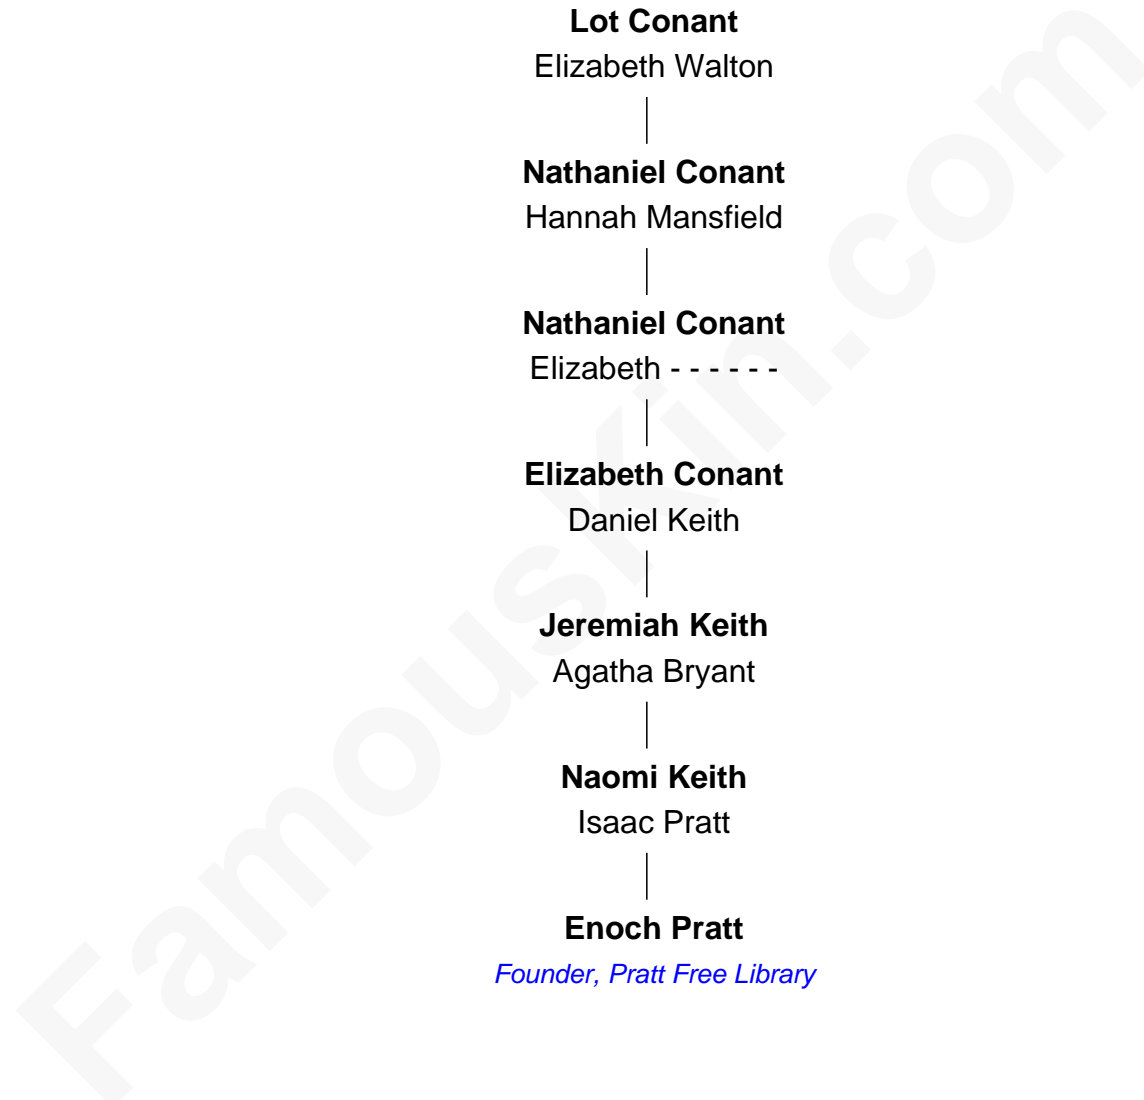 Lot Conant
Elizabeth Walton
Nathaniel Conant
Hannah Mansfield
Nathaniel Conant
Elizabeth - - - - - -
Elizabeth Conant
Daniel Keith
Jeremiah Keith
Agatha Bryant
Naomi Keith
Isaac Pratt
Enoch Pratt
Founder, Pratt Free Library
FamousKin.com